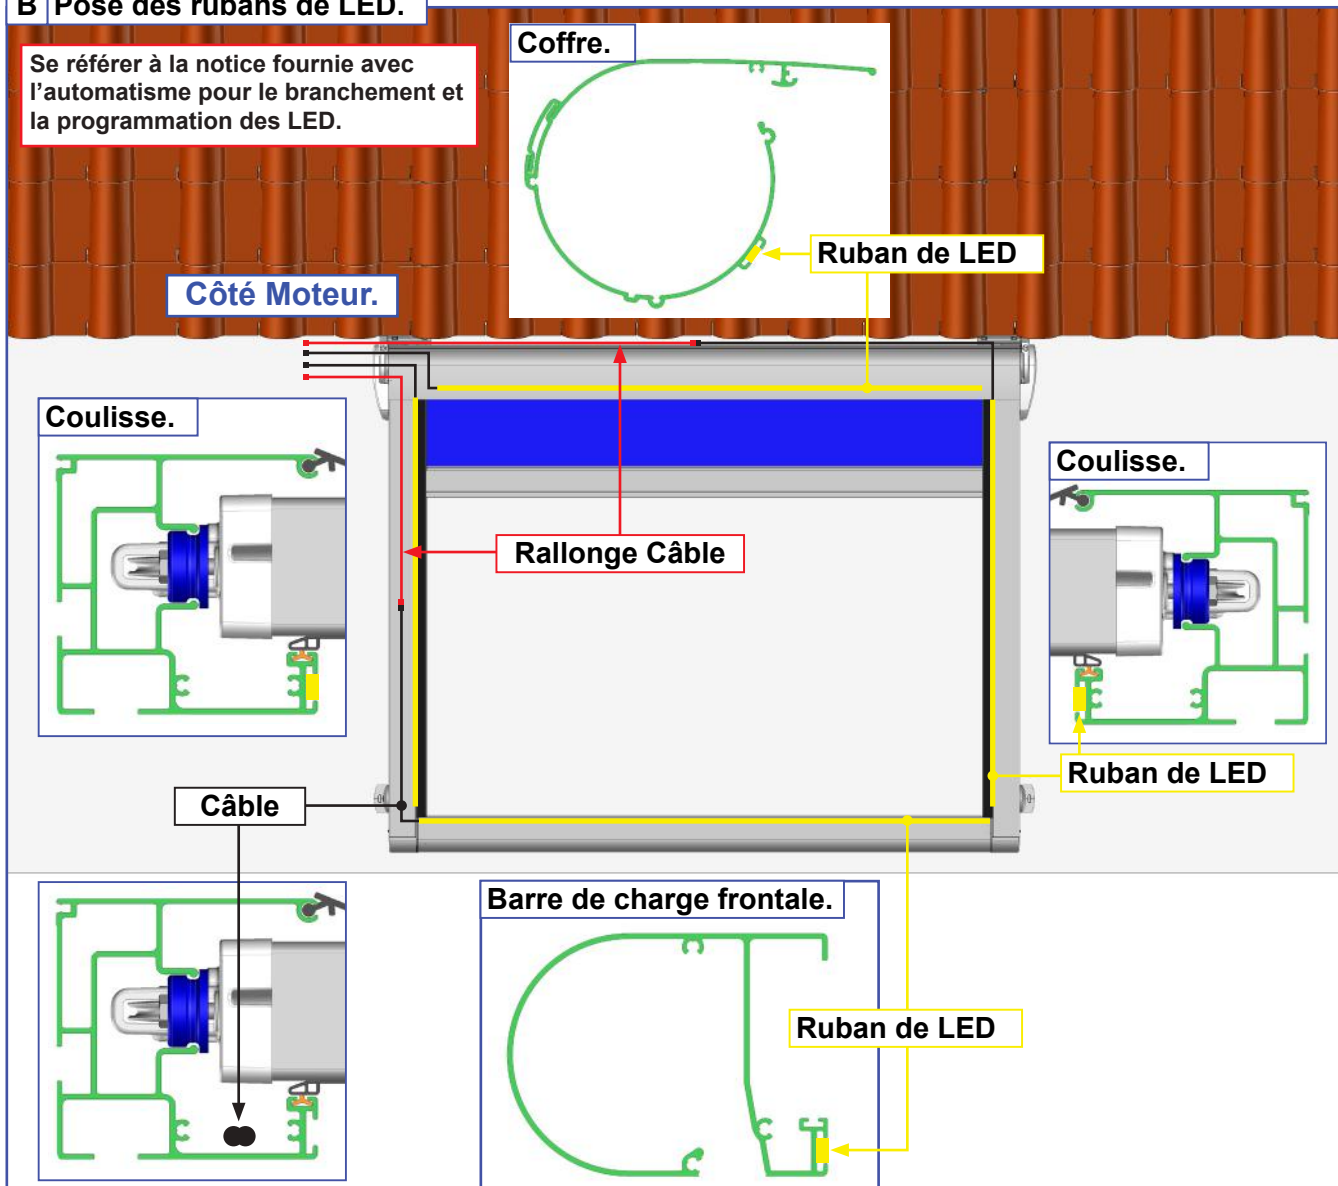 B Pose des rubans de LED.
Se référer à la notice fournie avec
l'automatisme pour le branchement et
la programmation des LED.
Coffre.
Ruban de LED
Côté Moteur.
Coulisse.
Coulisse.
Rallonge Câble
Ruban de LED
Câble
Barre de charge frontale.
Ruban de LED